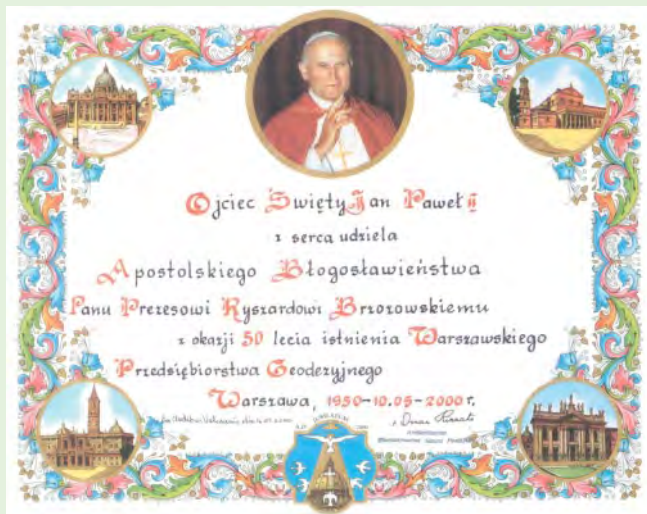 Ojciec Święty Jan Paweł II
z serca udziela
Apostolskiego Błogosławieństwa
Panu Prezesowi Ryszardowi Brzozowskiemu
z okazji 50 lecia istnienia Warszawskiego
Przedsiębiorstwa Geodezyjnego
Warszawa, 1950-10.05-2000 r.